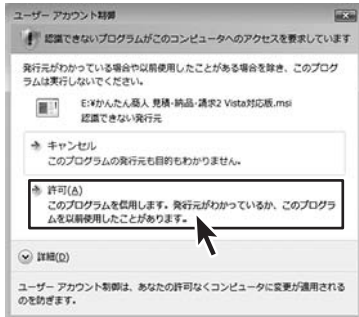 ユーザー アカウント制御
認識できないプログラムがこのコンピュータへのアクセスを要求しています
発行元がわかっている場合や以前使用したことがある場合を除き、このプログ
ラムは実行しないでください。
E:¥かんたん商人 見積・納品・請求2 Vista対応版.msi
認識できない発行元
キャンセル
このプログラムの発行元も目的もわかりません。
許可(A)
このプログラムを信用します。発行元がわかっているか、このプログラ
ムを以前使用したことがあります。
詳細(D)
ユーザー アカウント制御は、あなたの許可なくコンピュータに変更が適用される
のを防ぎます。